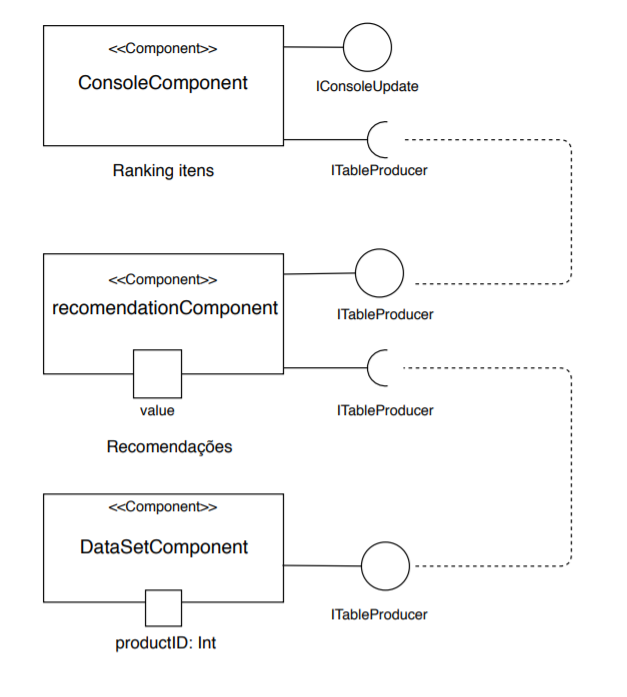 <<Component>>
ConsoleComponent
IConsoleUpdate
ITableProducer
Ranking itens
<<Component>>
recomendationComponent
ITableProducer
value
ITableProducer
Recomendações
<<Component>>
DataSetComponent
ITableProducer
productID: Int